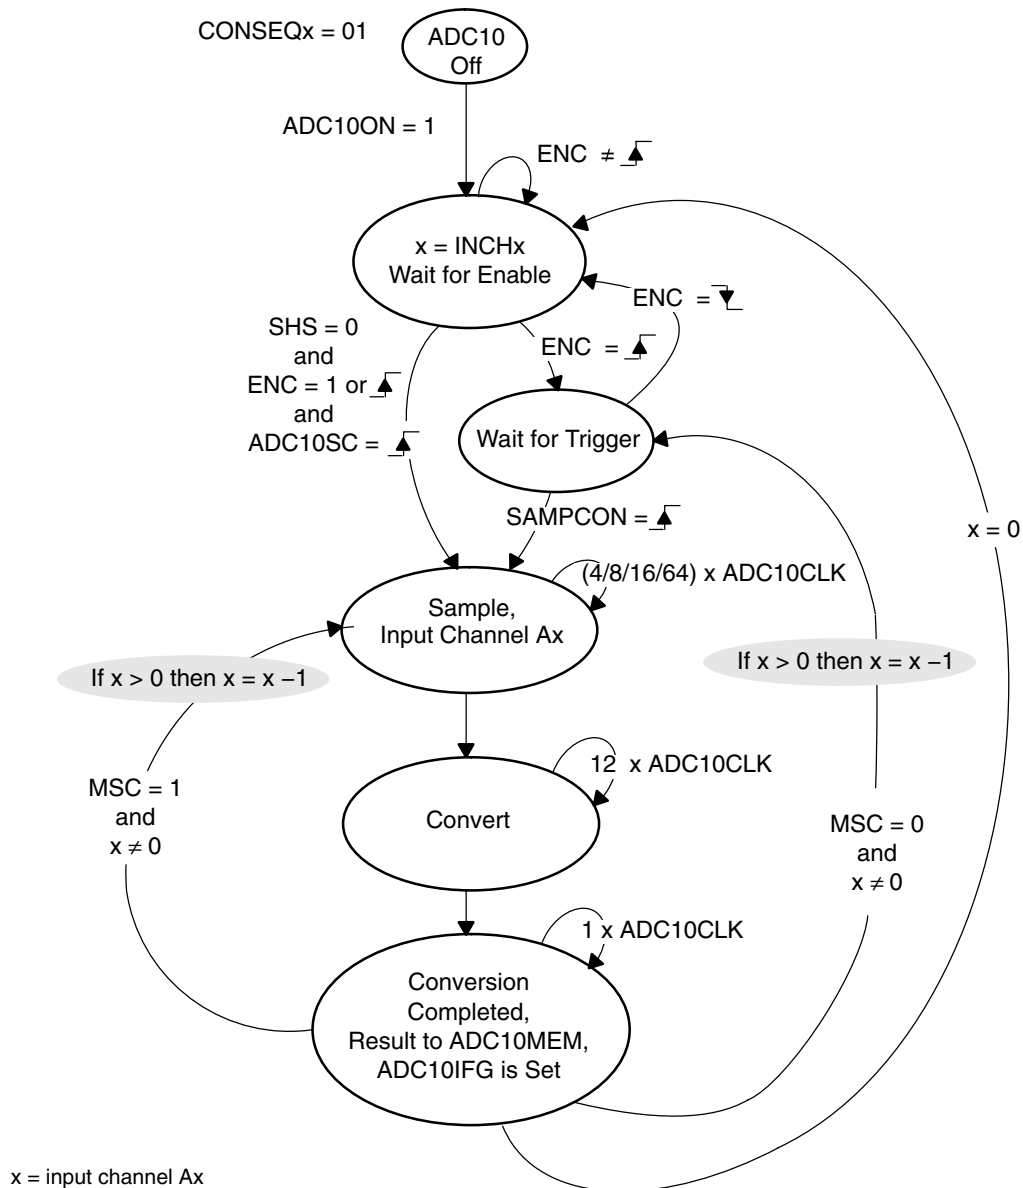 CONSEQx = 01
ADC10
Off
ADC10ON = 1
ENC ≠
x = INCHx
Wait for Enable
ENC =
SHS = 0
and
ENC = 1 or
and
ADC10SC =
ENC =
Wait for Trigger
SAMPCON =
x = 0
(4/8/16/64) x ADC10CLK
Sample,
Input Channel Ax
If x > 0 then x = x −1
If x > 0 then x = x −1
12 x ADC10CLK
MSC = 1
and
x ≠ 0
Convert
MSC = 0
and
x ≠ 0
1 x ADC10CLK
Conversion
Completed,
Result to ADC10MEM,
ADC10IFG is Set
x = input channel Ax